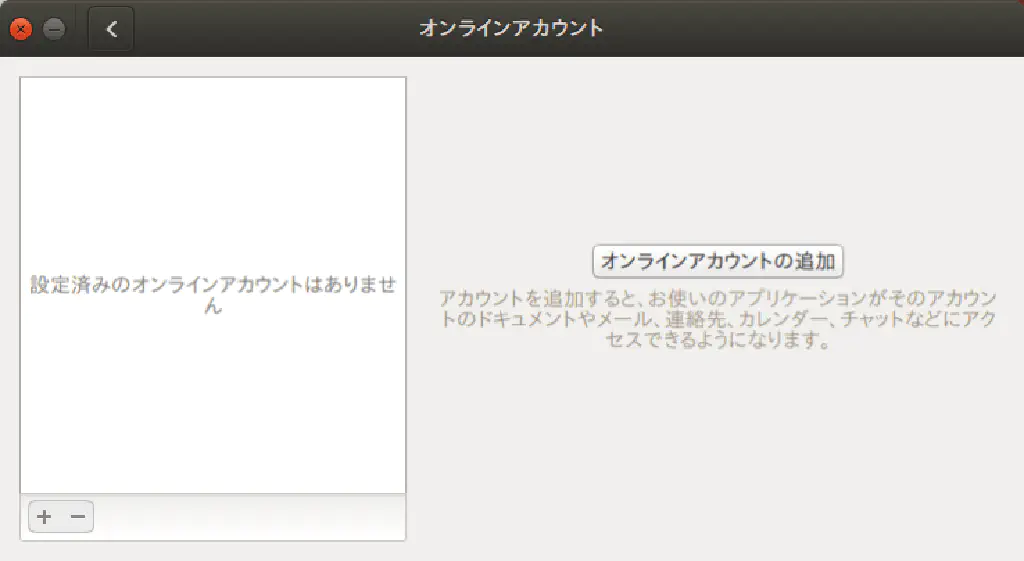 オンラインアカウント
設定済みのオンラインアカウントはありませ
ん
オンラインアカウントの追加
アカウントを追加すると、お使いのアプリケーションがそのアカウン
トのドキュメントやメール、連絡先、カレンダー、チャットなどにアク
セスできるようになります。